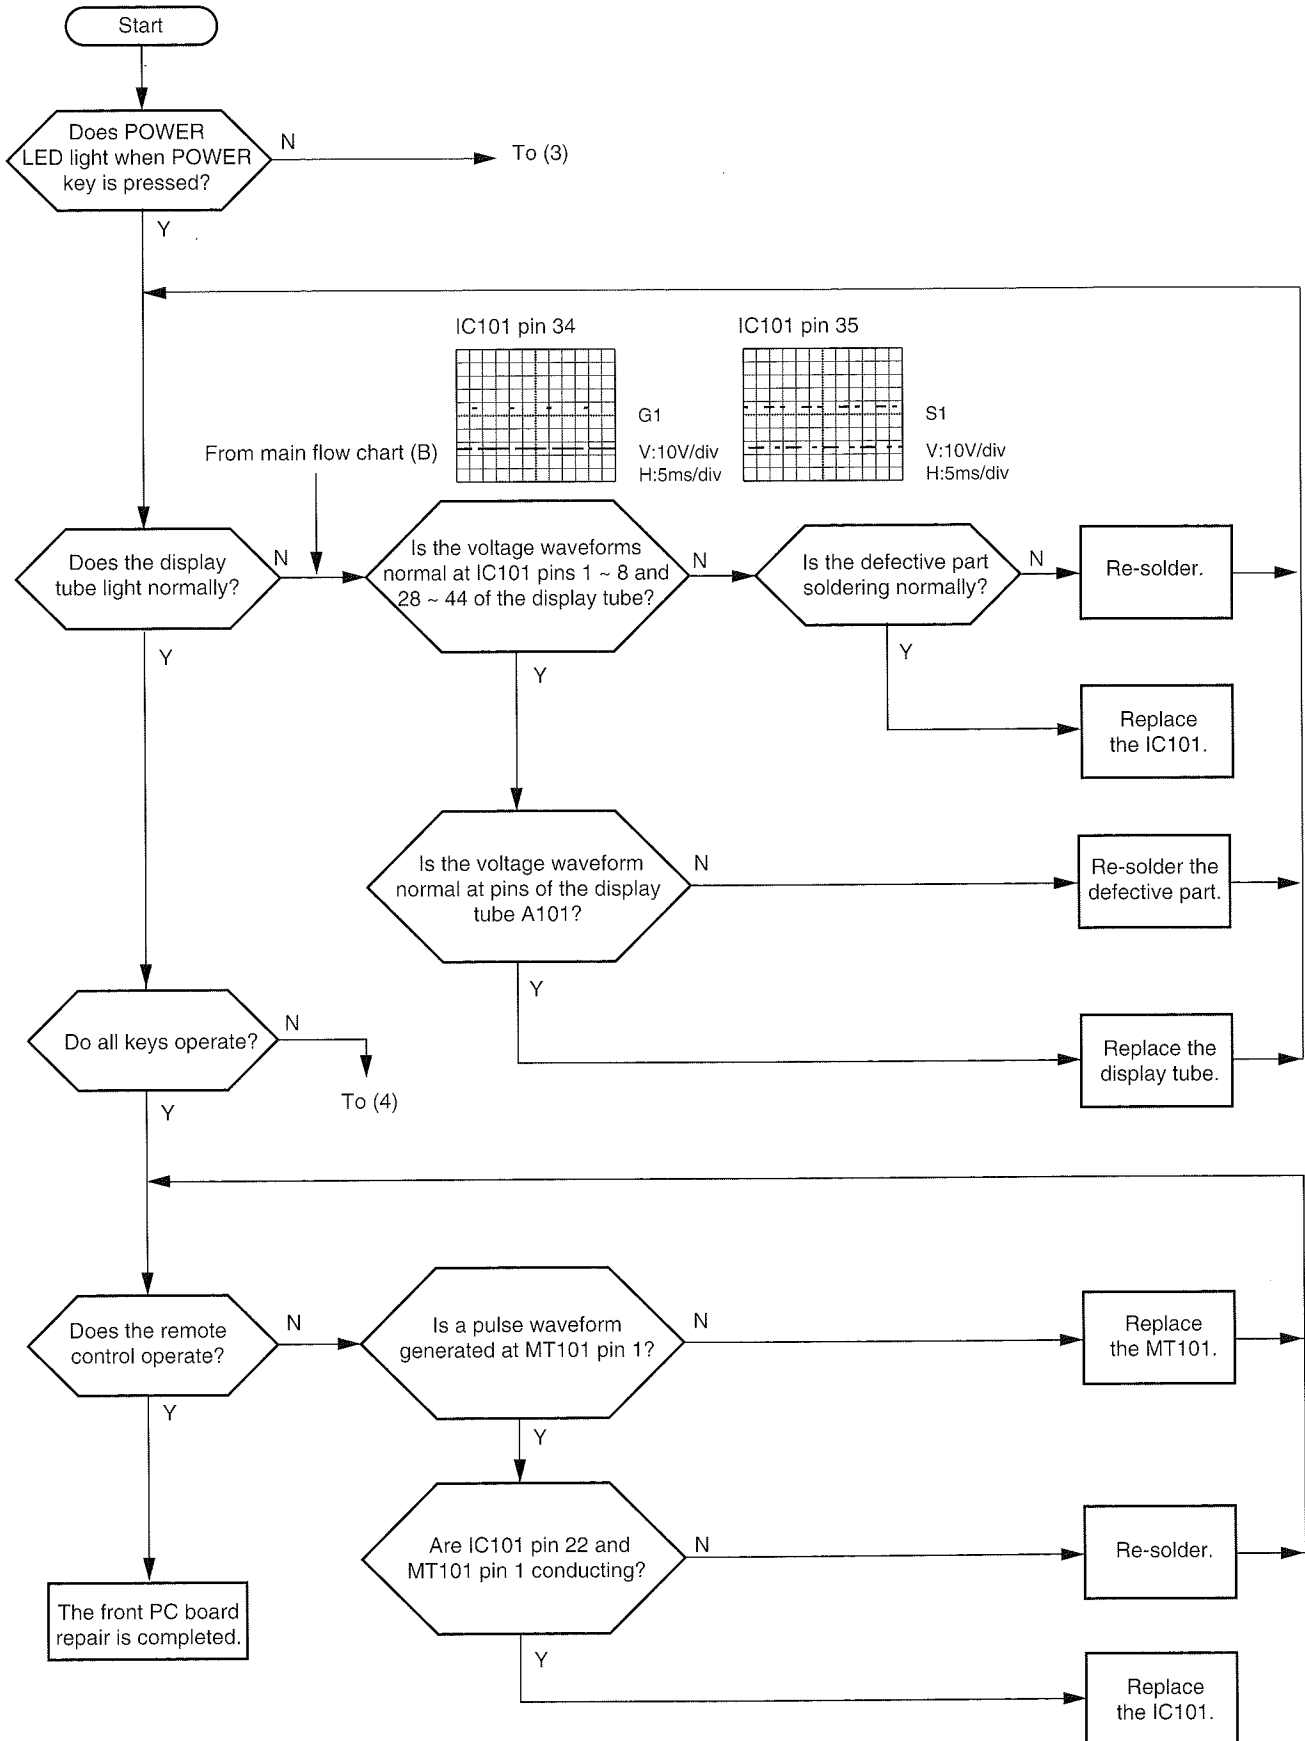 Start
Does POWER
LED light when POWER
key is pressed?
N
To (3)
Y
IC101 pin 34
G1
V:10V/div
H:5ms/div
IC101 pin 35
S1
V:10V/div
H:5ms/div
From main flow chart (B)
Does the display
tube light normally?
N
Is the voltage waveforms
normal at IC101 pins 1 ~ 8 and
28 ~ 44 of the display tube?
N
Is the defective part
soldering normally?
N
Re-solder.
Y
Y
Y
Replace
the IC101.
Is the voltage waveform
normal at pins of the display
tube A101?
N
Re-solder the
defective part.
Y
Do all keys operate?
N
To (4)
Replace the
display tube.
Y
Does the remote
control operate?
N
Is a pulse waveform
generated at MT101 pin 1?
N
Replace
the MT101.
Y
Y
Are IC101 pin 22 and
MT101 pin 1 conducting?
N
Re-solder.
The front PC board
repair is completed.
Y
Replace
the IC101.